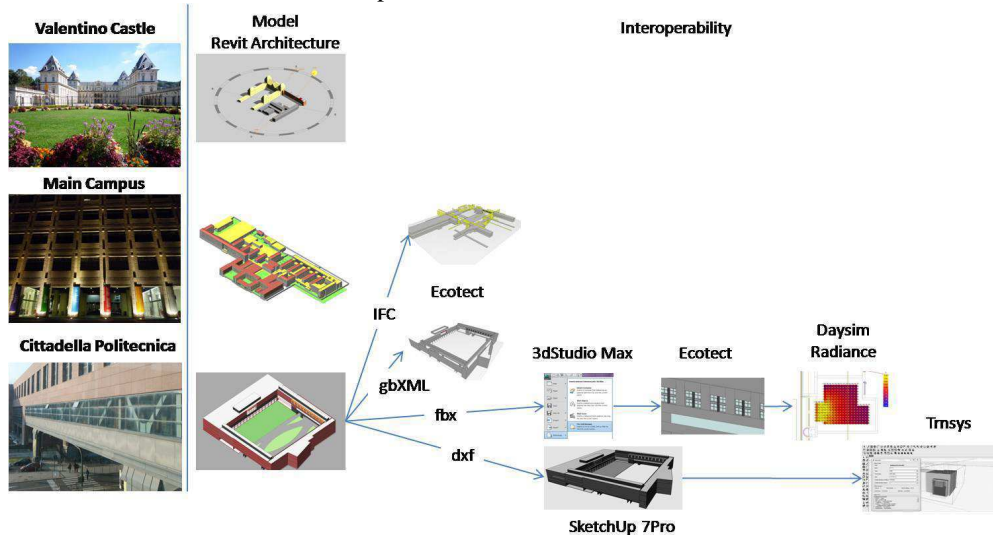 Valentino Castle
Model
Revit Architecture
Interoperability
Main Campus
Ecotect
IFC
Cittadella Politecnica
gbXML
3dStudio Max
Ecotect
Daysim
Radiance
fbx
dxf
Trnsys
SketchUp 7Pro